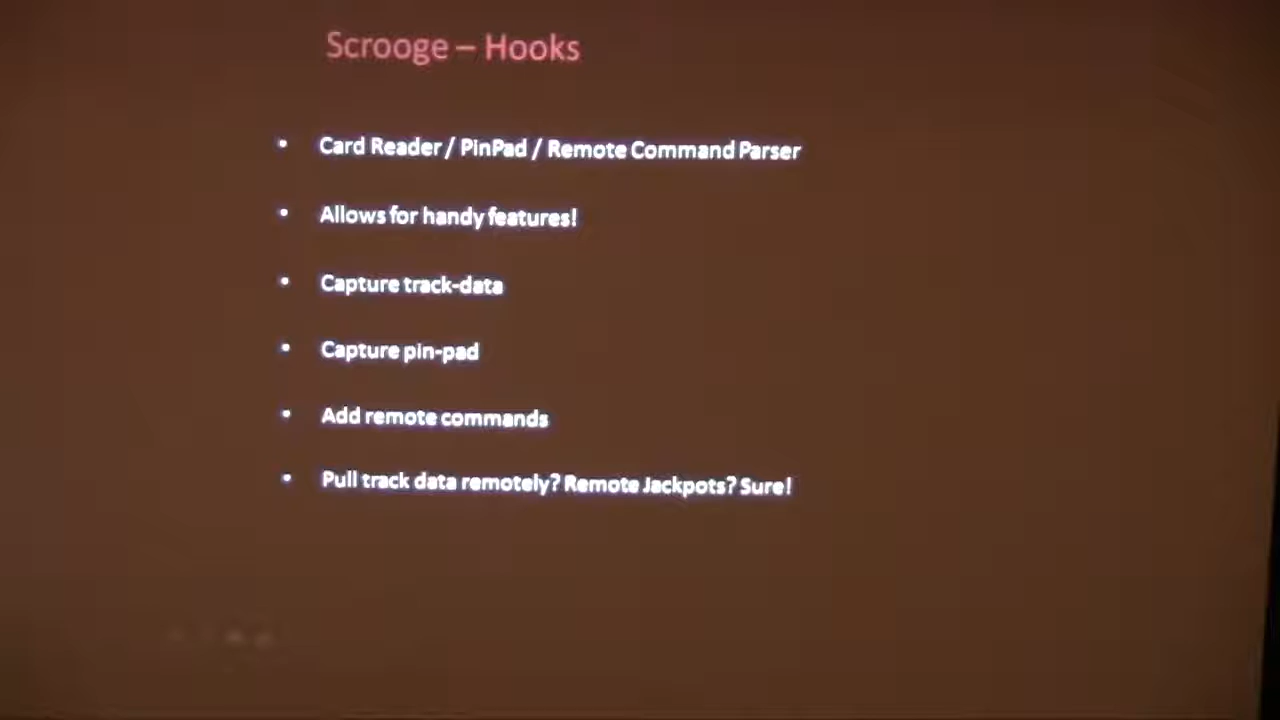 Scrooge – Hooks
• Card Reader / PinPad / Remote Command Parser
• Allows for handy features!
• Capture track-data
• Capture pin-pad
• Add remote commands
• Pull track data remotely? Remote Jackpots? Sure!